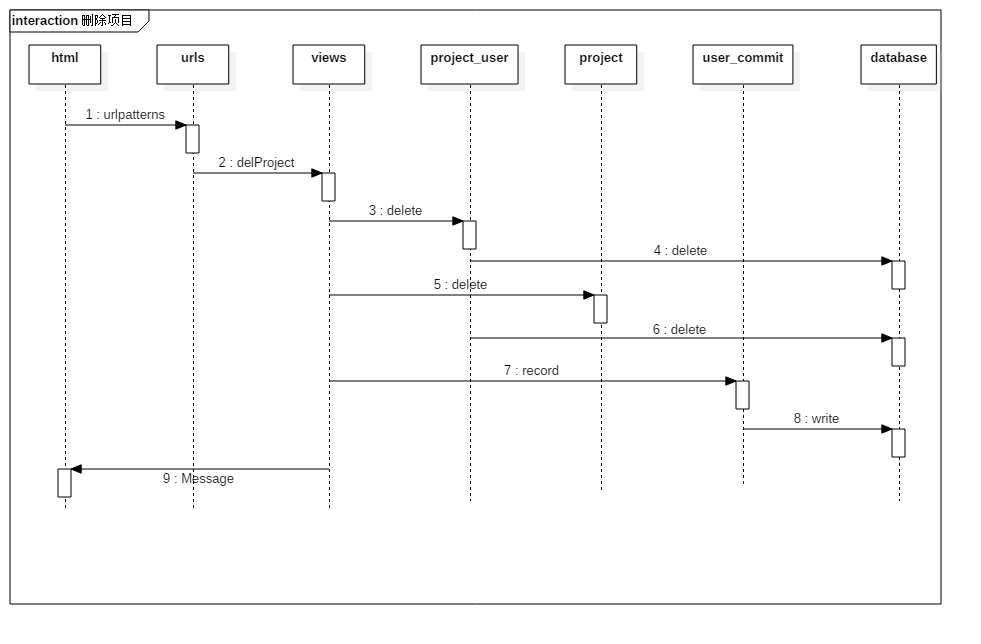 interaction 删除项目
html
urls
views
project_user
project
user_commit
database
1 : urlpatterns
2 : delProject
3 : delete
4 : delete
5 : delete
6 : delete
7 : record
8 : write
9 : Message